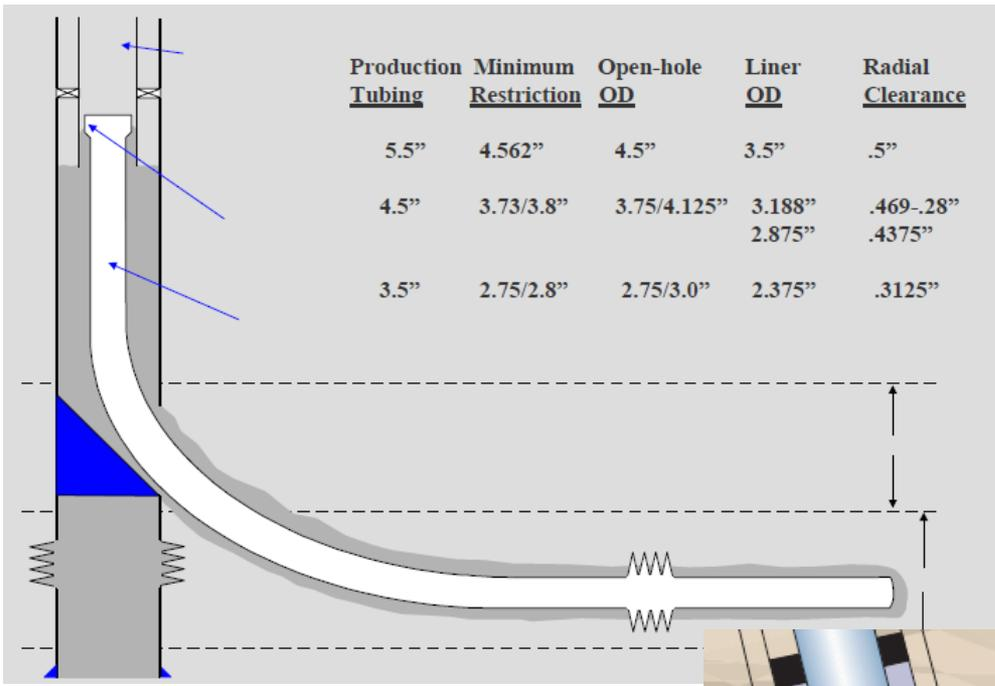 Production Minimum Open-hole Liner Radial
Tubing Restriction OD OD Clearance
5.5” 4.562” 4.5” 3.5” .5”
4.5” 3.73/3.8” 3.75/4.125” 3.188” .469-.28”
2.875” .4375”
3.5” 2.75/2.8” 2.75/3.0” 2.375” .3125”